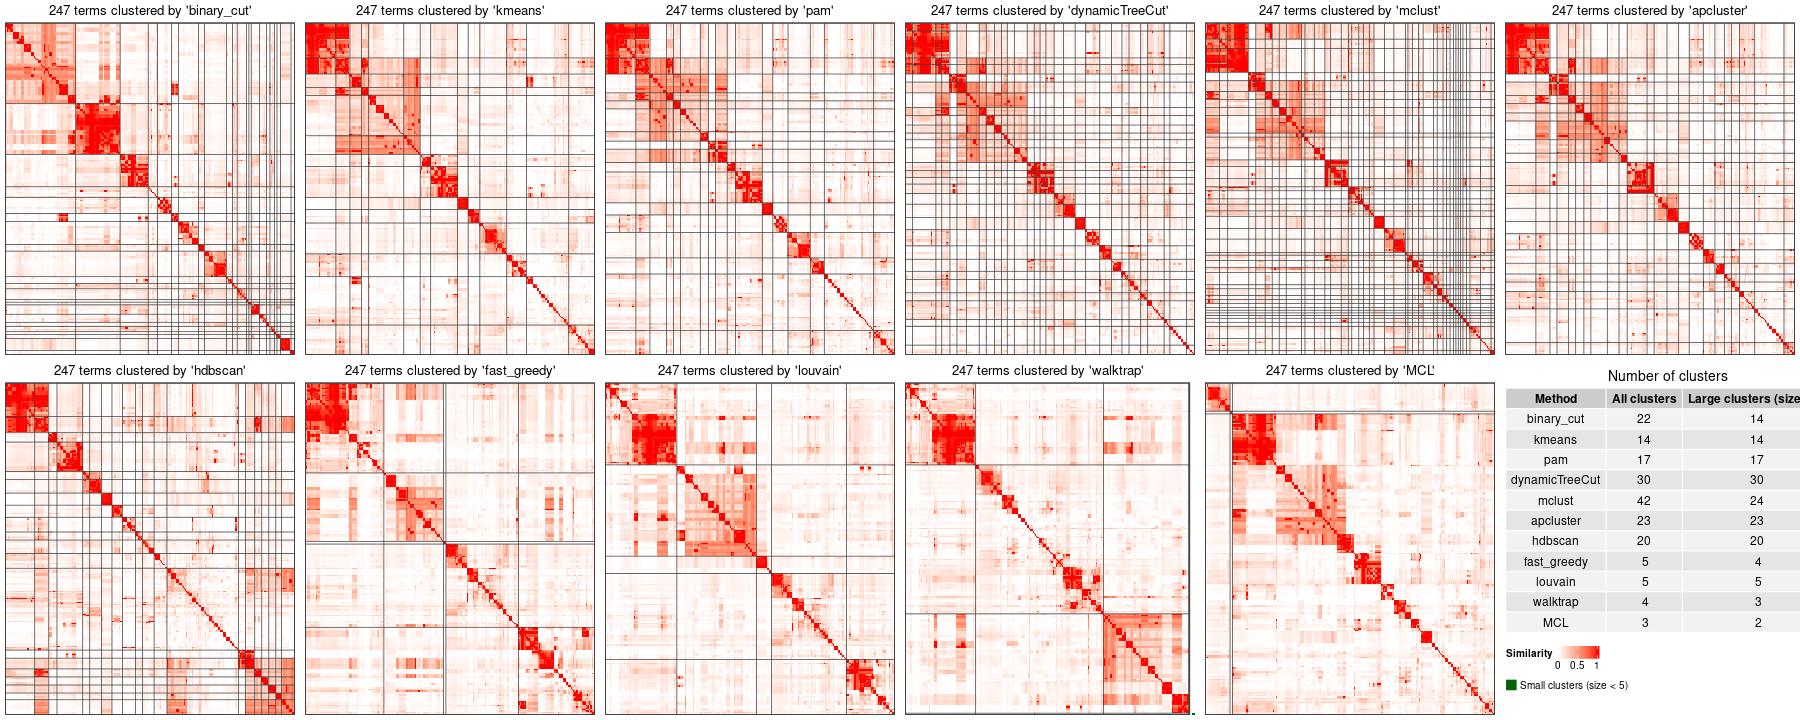 247 terms clustered by 'binary_cut'
247 terms clustered by 'kmeans'
247 terms clustered by 'pam'
247 terms clustered by 'dynamicTreeCut'
247 terms clustered by 'mclust'
247 terms clustered by 'apcluster'
247 terms clustered by 'hdbscan'
247 terms clustered by 'fast_greedy'
247 terms clustered by 'louvain'
247 terms clustered by 'walktrap'
247 terms clustered by 'MCL'
Number of clusters
Method All clusters Large clusters (size
binary_cut 22 14
kmeans 14 14
pam 17 17
dynamicTreeCut 30 30
mclust 42 24
apcluster 23 23
hdbscan 20 20
fast_greedy 5 4
louvain 5 5
walktrap 4 3
MCL 3 2
Similarity
0 0.5 1
Small clusters (size < 5)